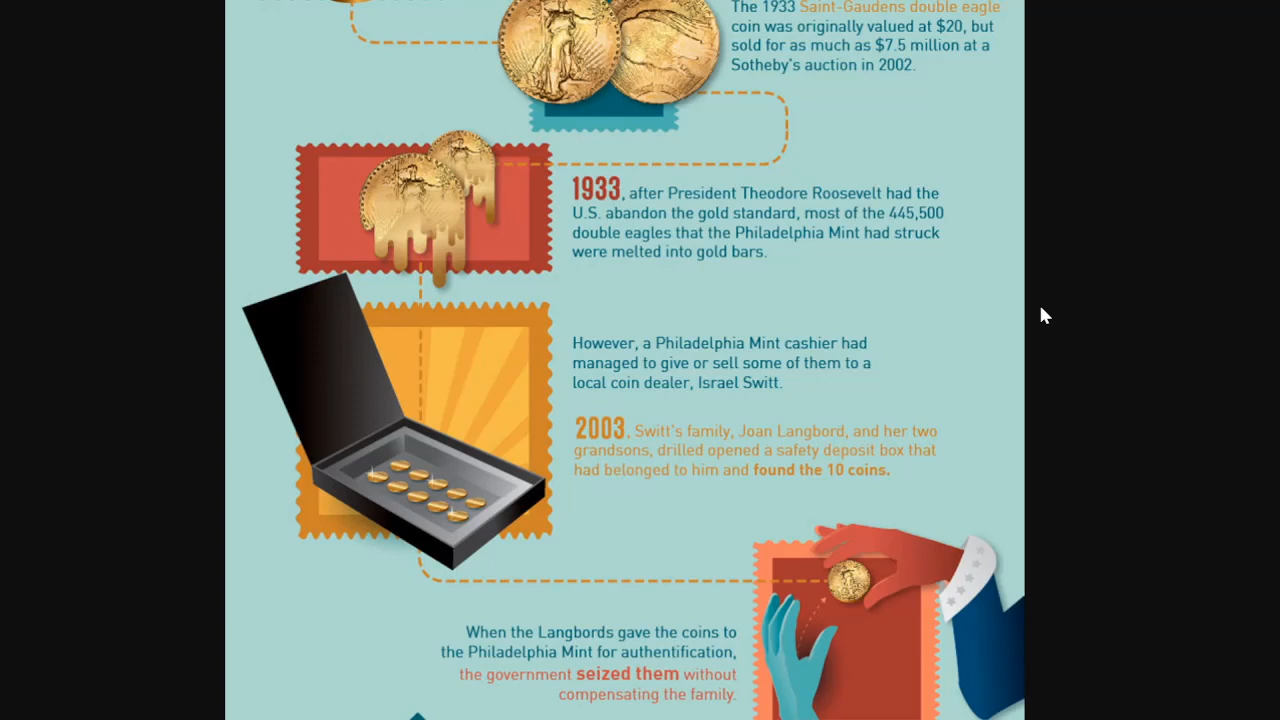 The 1933 Saint-Gaudens double eagle
coin was originally valued at $20, but
sold for as much as $7.5 million at a
Sotheby's auction in 2002.
1933, after President Theodore Roosevelt had the
U.S. abandon the gold standard, most of the 445,500
double eagles that the Philadelphia Mint had struck
were melted into gold bars.
However, a Philadelphia Mint cashier had
managed to give or sell some of them to a
local coin dealer, Israel Switt.
2003, Switt's family, Joan Langbord, and her two
grandsons, drilled opened a safety deposit box that
had belonged to him and found the 10 coins.
When the Langbords gave the coins to
the Philadelphia Mint for authentification,
the government seized them without
compensating the family.